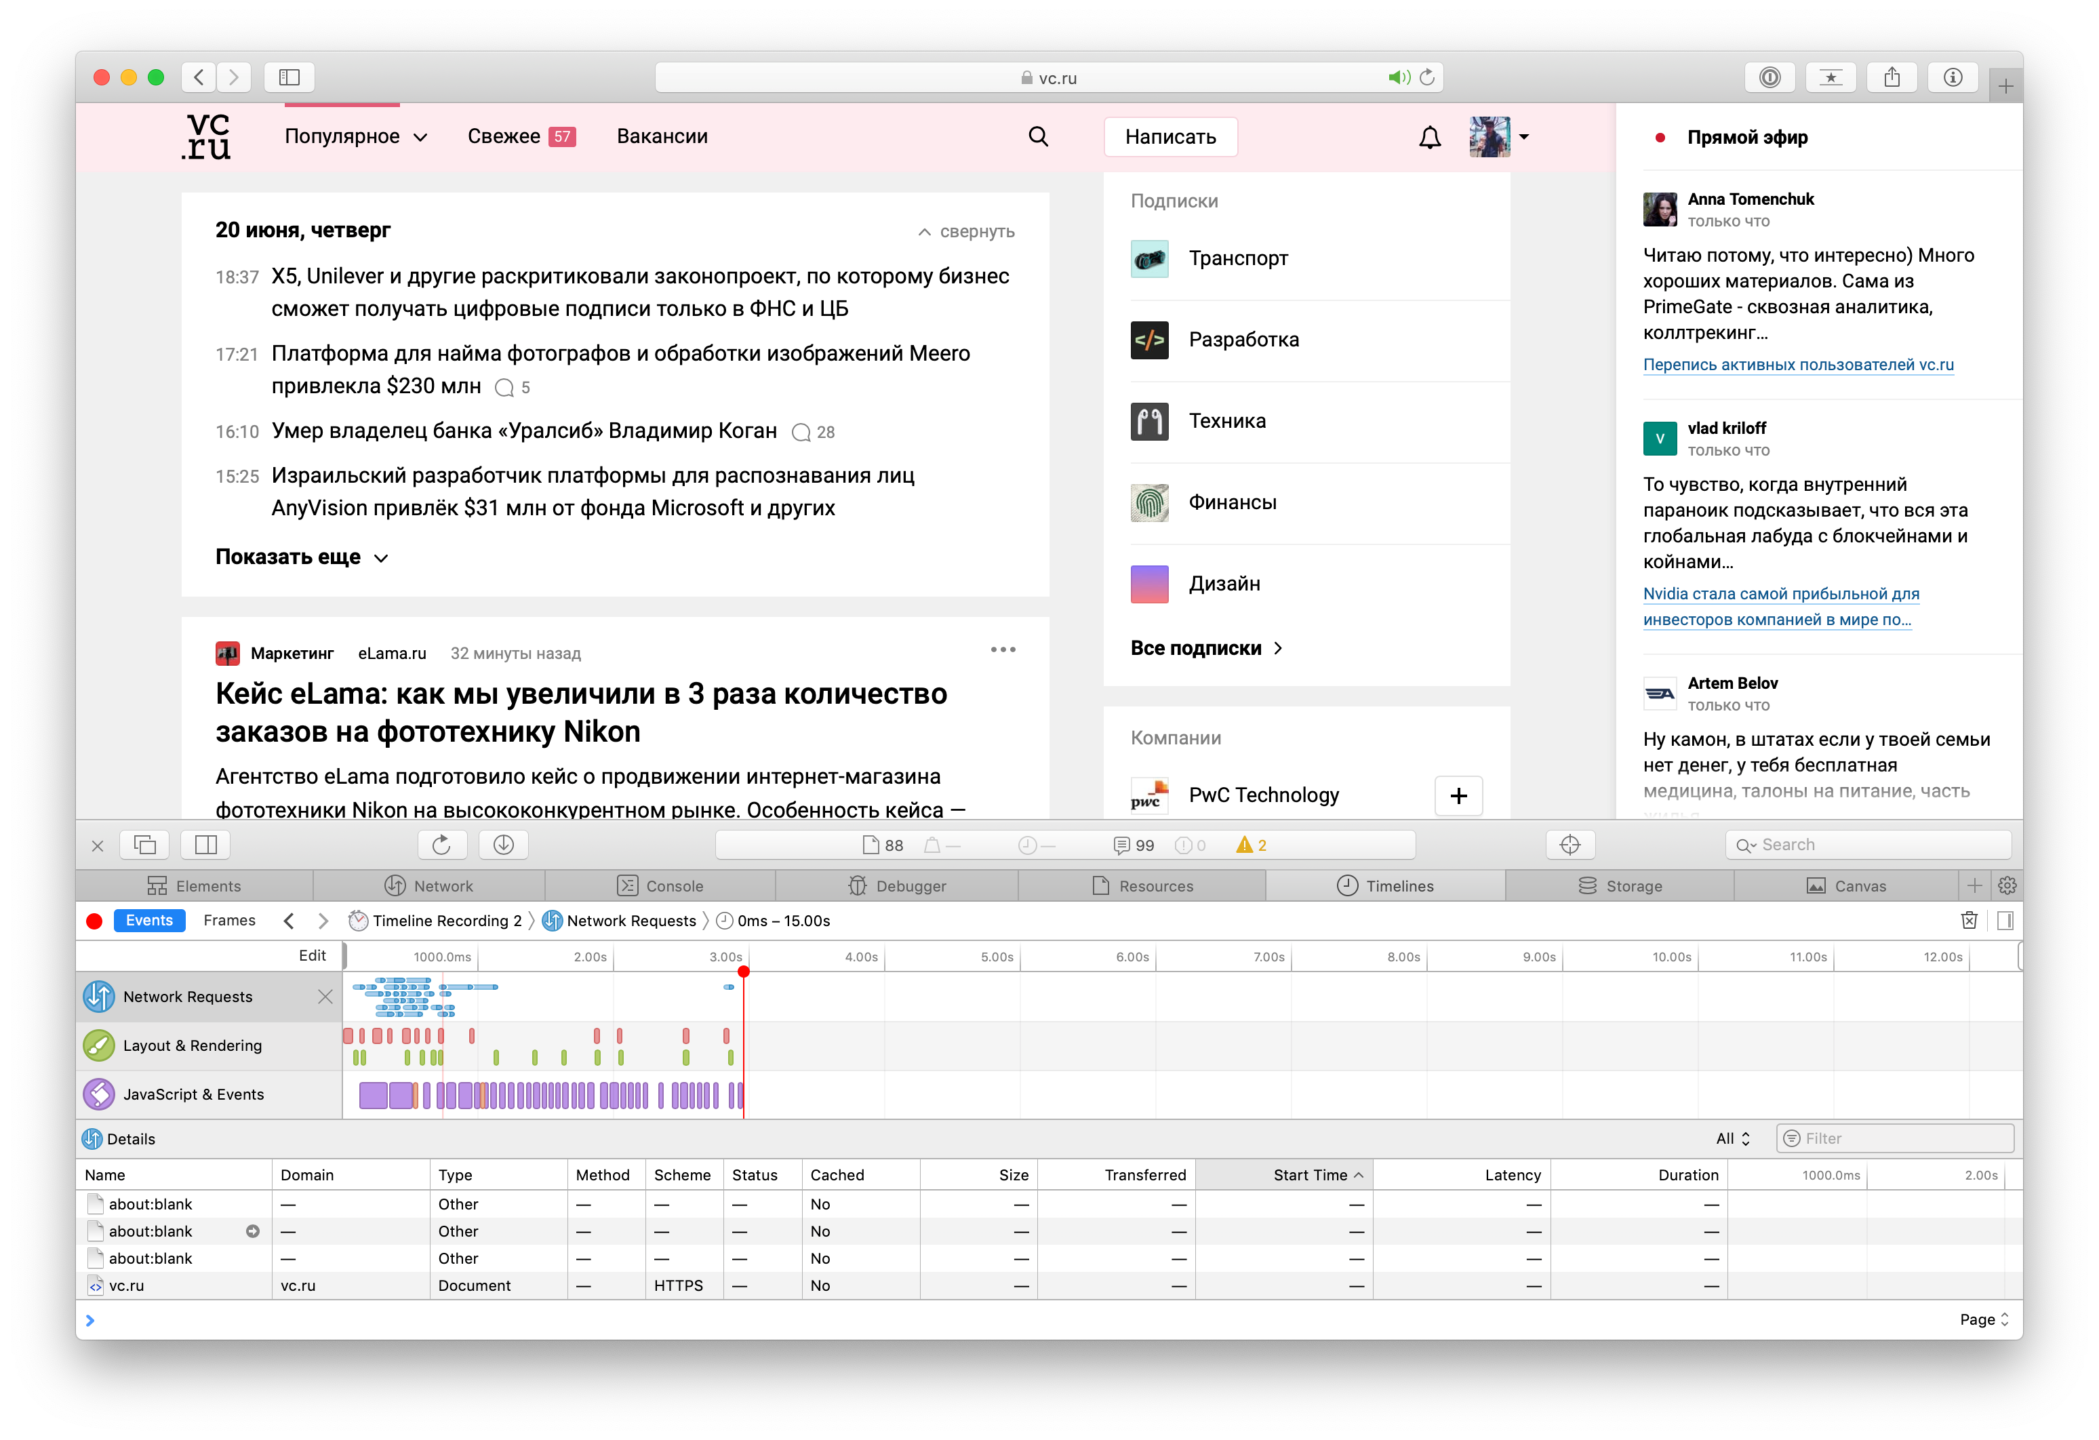 vc.ru
vc
.ru
Популярное
Свежее 57
Вакансии
Написать
20 июня, четверг
свернуть
18:37 X5, Unilever и другие раскритиковали законопроект, по которому бизнес
сможет получать цифровые подписи только в ФНС и ЦБ
17:21 Платформа для найма фотографов и обработки изображений Meero
привлекла $230 млн 5
16:10 Умер владелец банка «Уралсиб» Владимир Коган 28
15:25 Израильский разработчик платформы для распознавания лиц
AnyVision привлёк $31 млн от фонда Microsoft и других
Показать еще
Маркетинг eLama.ru 32 минуты назад
Кейс eLama: как мы увеличили в 3 раза количество
заказов на фототехнику Nikon
Агентство eLama подготовило кейс о продвижении интернет-магазина
фототехники Nikon на высококонкурентном рынке. Особенность кейса —
Подписки
Транспорт
Разработка
Техника
Финансы
Дизайн
Все подписки
Компании
pwc PwC Technology +
Прямой эфир
Anna Tomenchuk
только что
Читаю потому, что интересно) Много
хороших материалов. Сама из
PrimeGate - сквозная аналитика,
коллтрекинг...
Перепись активных пользователей vc.ru
V vlad kriloff
только что
То чувство, когда внутренний
параноик подсказывает, что вся эта
глобальная лабуда с блокчейнами и
койнами...
Nvidia стала самой прибыльной для
инвесторов компанией в мире по...
Artem Belov
только что
Ну камон, в штатах если у твоей семьи
нет денег, у тебя бесплатная
медицина, талоны на питание, часть
88 — — 99 0 2
Search
Elements Network Console Debugger Resources Timelines Storage Canvas
Events Frames Timeline Recording 2 Network Requests 0ms – 15.00s
Edit 1000.0ms 2.00s 3.00s 4.00s 5.00s 6.00s 7.00s 8.00s 9.00s 10.00s 11.00s 12.00s
Network Requests
Layout & Rendering
JavaScript & Events
Details All Filter
Name Domain Type Method Scheme Status Cached Size Transferred Start Time Latency Duration 1000.0ms 2.00s
about:blank — Other — — — No — — — — —
about:blank — Other — — — No — — — — —
about:blank — Other — — — No — — — — —
vc.ru vc.ru Document — HTTPS — No — — — — —
Page